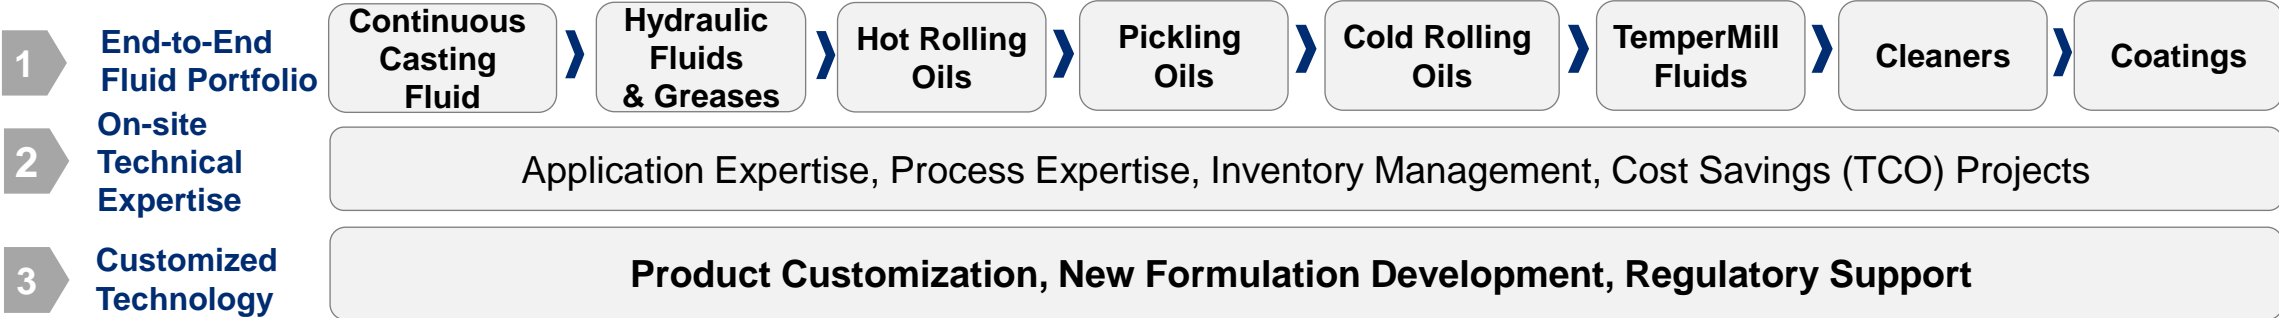 1
End-to-End
Fluid Portfolio
Continuous
Casting
Fluid
Hydraulic
Fluids
& Greases
Hot Rolling
Oils
Pickling
Oils
Cold Rolling
Oils
TemperMill
Fluids
Cleaners
Coatings
2
On-site
Technical
Expertise
Application Expertise, Process Expertise, Inventory Management, Cost Savings (TCO) Projects
3
Customized
Technology
Product Customization, New Formulation Development, Regulatory Support